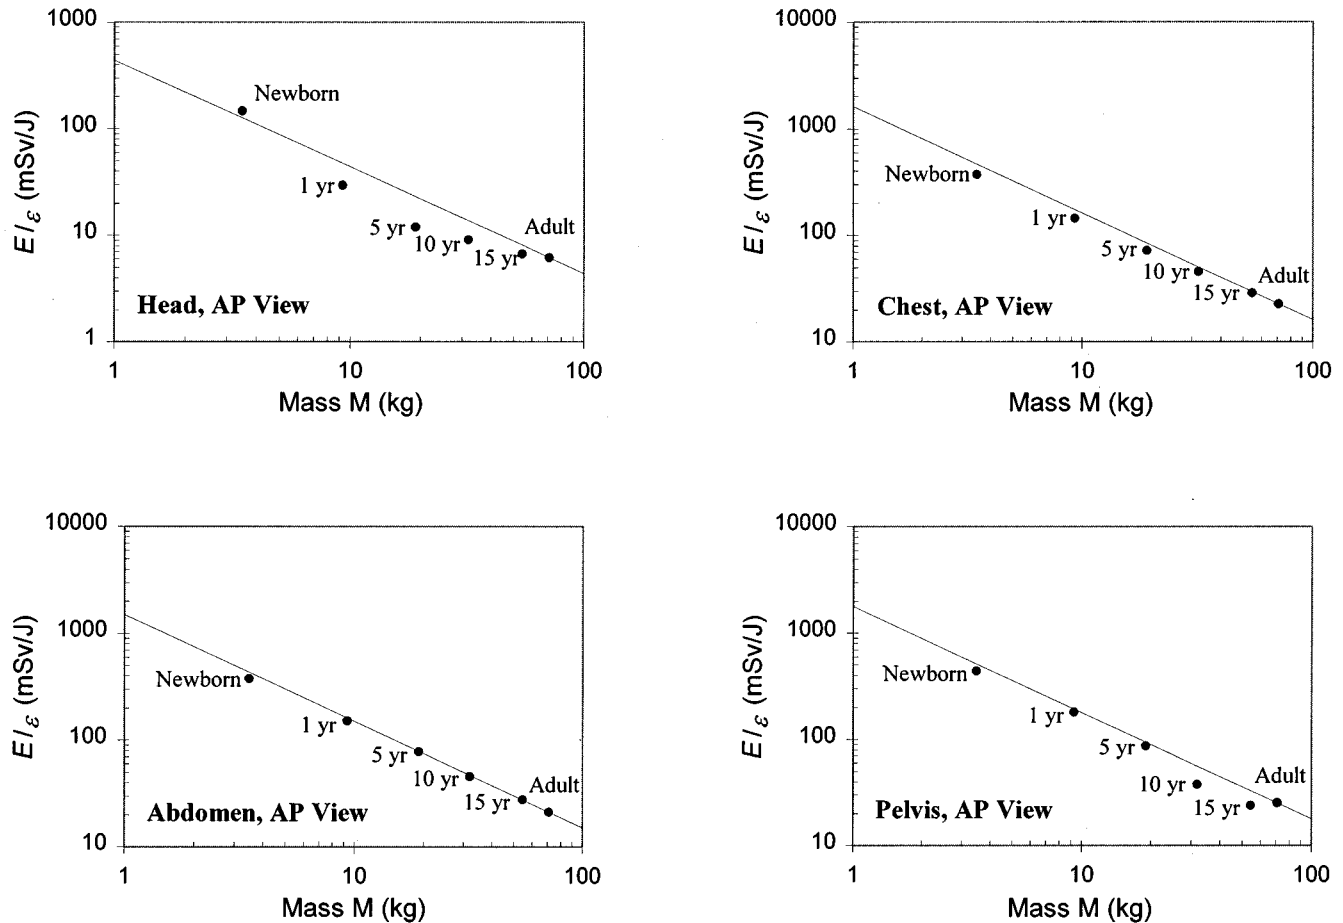 1000
100
10
1
E/ε (mSv/J)
Newborn
1 yr
5 yr
10 yr
15 yr
Adult
Head, AP View
1
10
100
Mass M (kg)
10000
1000
100
10
E/ε (mSv/J)
Newborn
1 yr
5 yr
10 yr
15 yr
Adult
Chest, AP View
1
10
100
Mass M (kg)
10000
1000
100
10
E/ε (mSv/J)
Newborn
1 yr
5 yr
10 yr
15 yr
Adult
Abdomen, AP View
1
10
100
Mass M (kg)
10000
1000
100
10
E/ε (mSv/J)
Newborn
1 yr
5 yr
10 yr
15 yr
Adult
Pelvis, AP View
1
10
100
Mass M (kg)